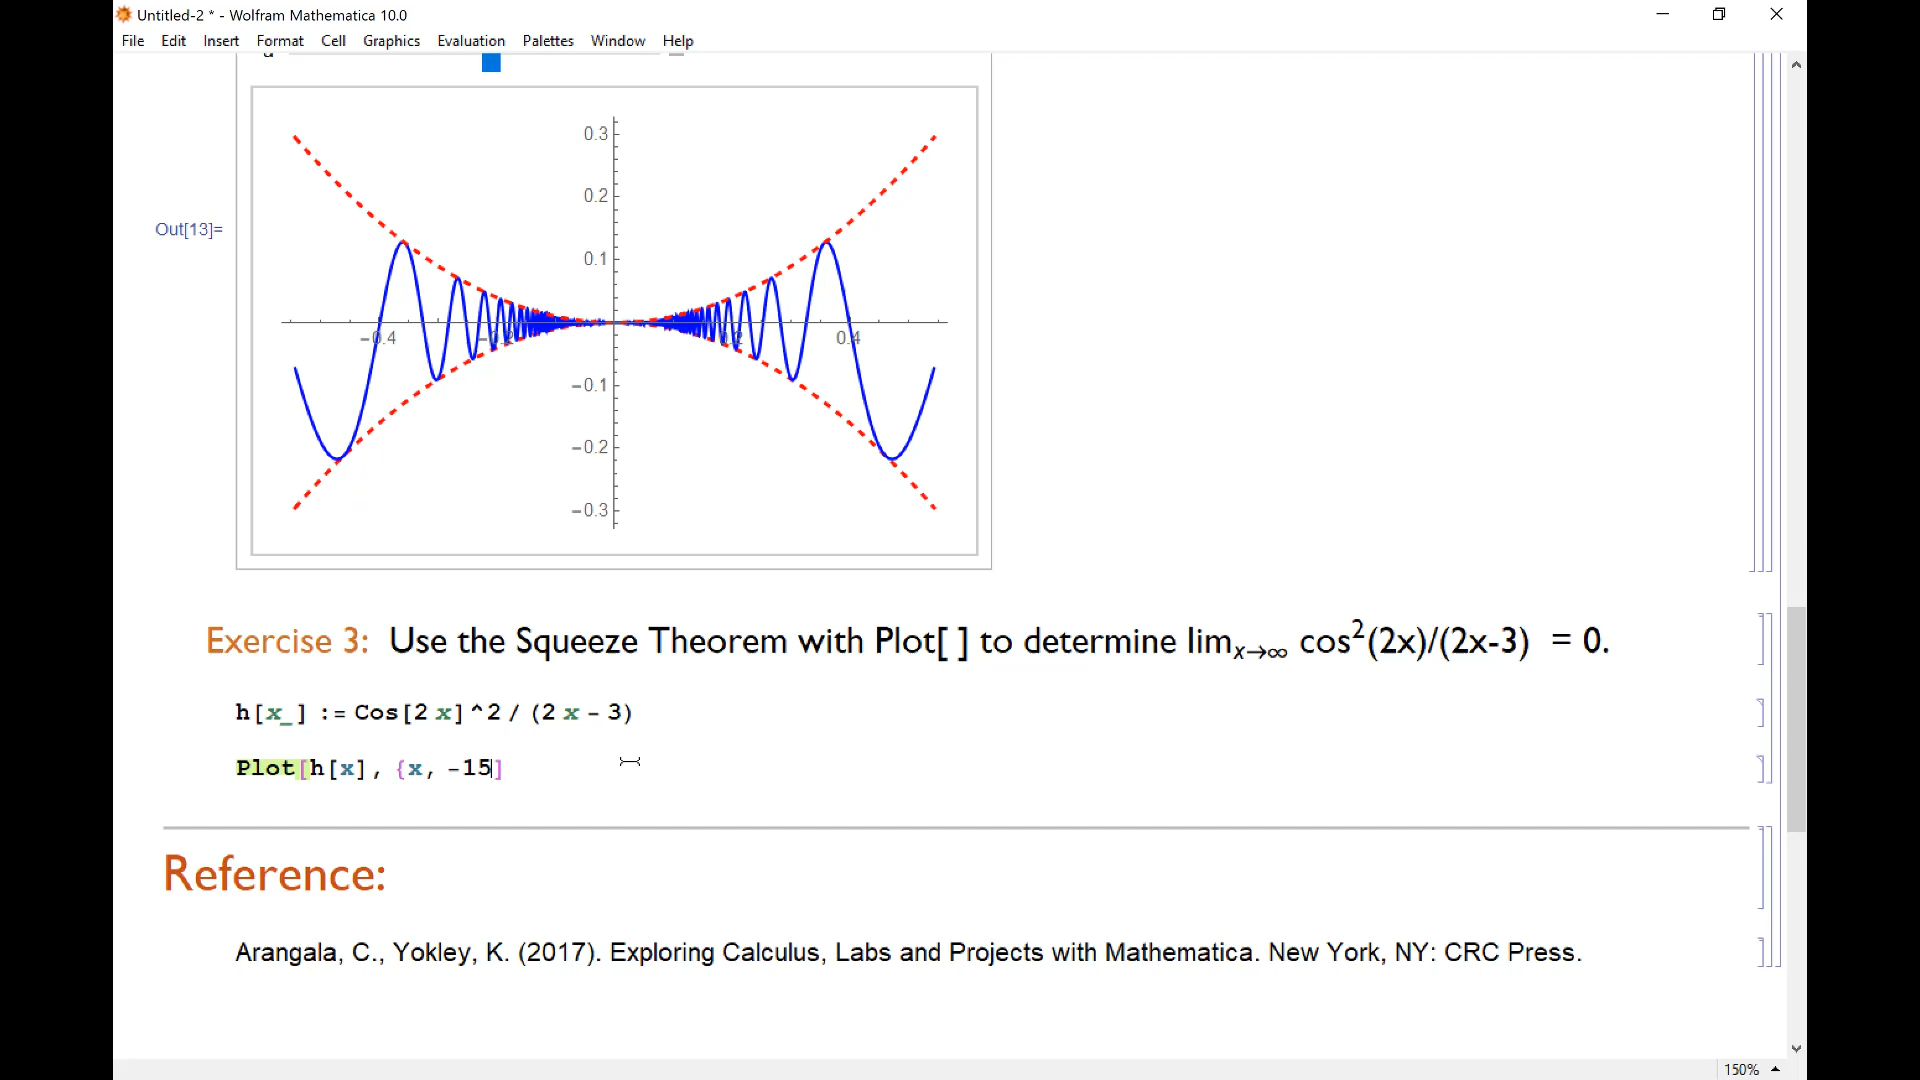 Untitled-2 * - Wolfram Mathematica 10.0
File Edit Insert Format Cell Graphics Evaluation Palettes Window Help
0.3
0.2
Out[13]=
0.1
−0.4 0.4
−0.1
−0.2
−0.3
Exercise 3: Use the Squeeze Theorem with Plot[ ] to determine limx→∞ cos²(2x)/(2x-3) = 0.
h[x_] := Cos[2 x]^2 / (2 x - 3)
Plot[h[x], {x, -15]
Reference:
Arangala, C., Yokley, K. (2017). Exploring Calculus, Labs and Projects with Mathematica. New York, NY: CRC Press.
150%